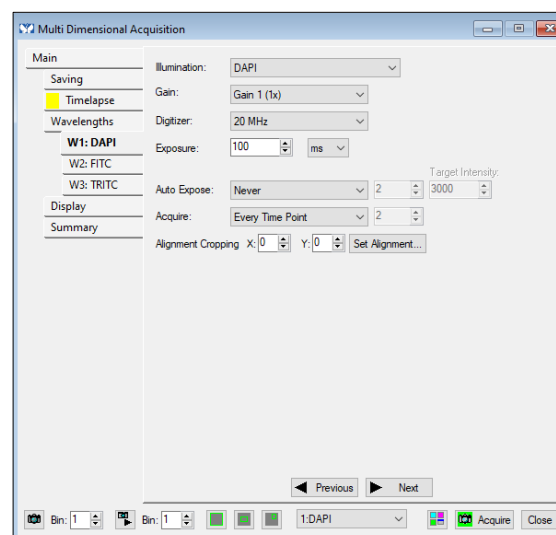 Multi Dimensional Acquisition
Main
Saving
Timelapse
Wavelengths
W1: DAPI
W2: FITC
W3: TRITC
Display
Summary
Illumination: DAPI
Gain: Gain 1 (1x)
Digitizer: 20 MHz
Exposure: 100 ms
Target Intensity:
Auto Expose: Never 2 3000
Acquire: Every Time Point 2
Alignment Cropping X: 0 Y: 0 Set Alignment...
Previous Next
Bin: 1 Bin: 1 1:DAPI Acquire Close